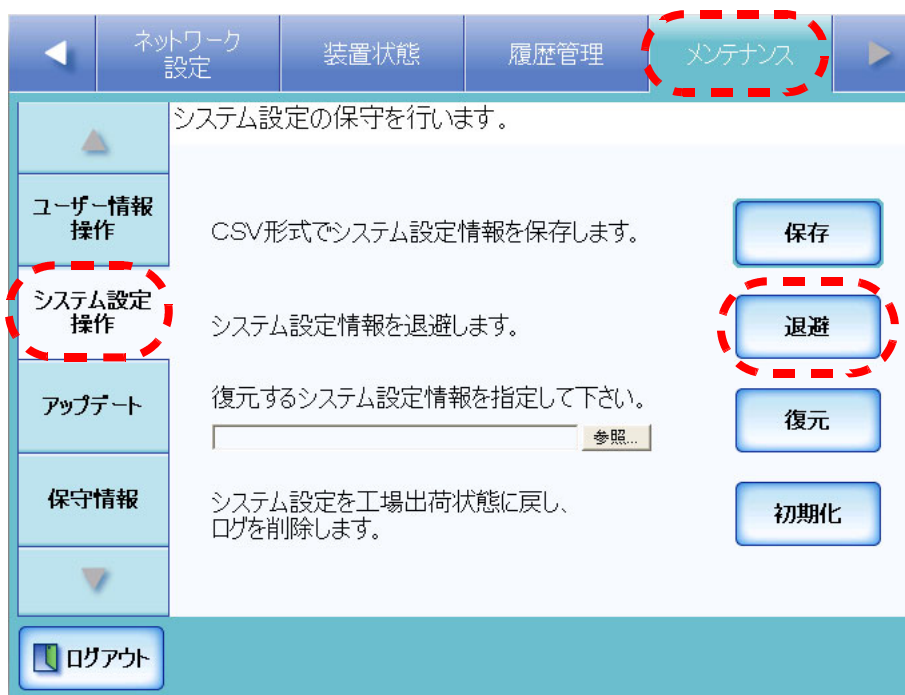 ネットワーク
設定
装置状態
履歴管理
メンテナンス
システム設定の保守を行います。
ユーザー情報
操作
CSV形式でシステム設定情報を保存します。
保存
システム設定
操作
システム設定情報を退避します。
退避
アップデート
復元するシステム設定情報を指定して下さい。
参照...
復元
保守情報
システム設定を工場出荷状態に戻し、
ログを削除します。
初期化
ログアウト